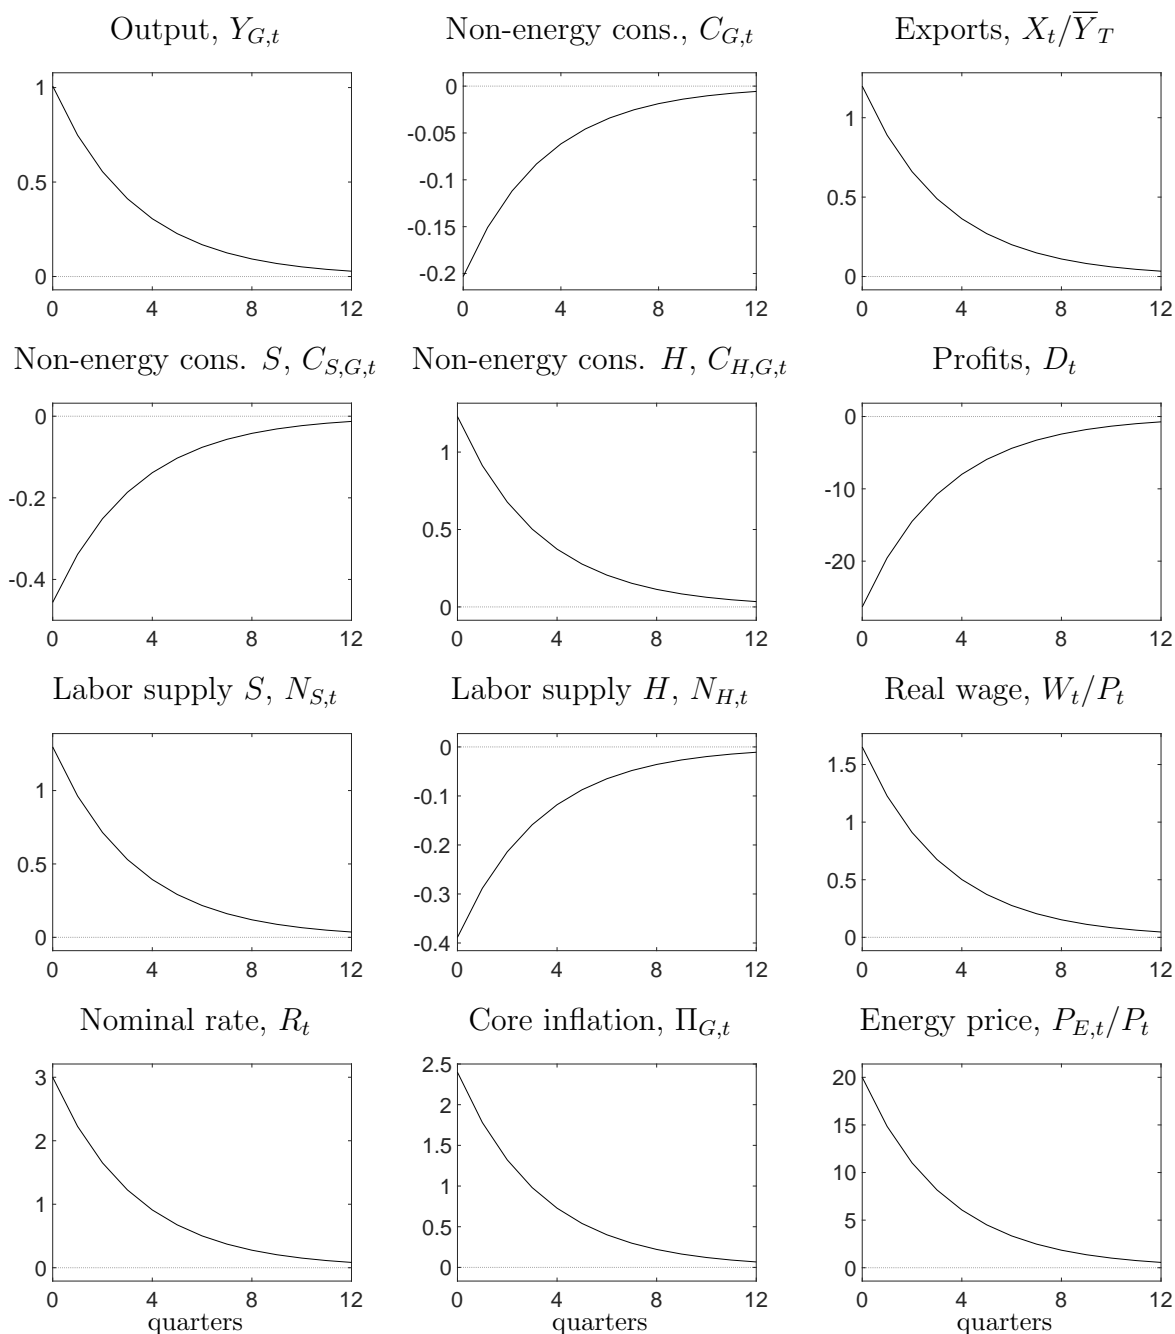 Output, Y_{G,t} Non-energy cons., C_{G,t} Exports, X_t/\overline{Y}_T
1 0.5 0
0 -0.05 -0.1 -0.15 -0.2
1 0.5 0
0 4 8 12 0 4 8 12 0 4 8 12
Non-energy cons. S, C_{S,G,t} Non-energy cons. H, C_{H,G,t} Profits, D_t
0 -0.2 -0.4
1 0.5 0
0 -10 -20
0 4 8 12 0 4 8 12 0 4 8 12
Labor supply S, N_{S,t} Labor supply H, N_{H,t} Real wage, W_t/P_t
1 0.5 0
0 -0.1 -0.2 -0.3 -0.4
1.5 1 0.5 0
0 4 8 12 0 4 8 12 0 4 8 12
Nominal rate, R_t Core inflation, Π_{G,t} Energy price, P_{E,t}/P_t
3 2 1 0
2.5 2 1.5 1 0.5 0
20 15 10 5 0
0 4 8 12 0 4 8 12 0 4 8 12
quarters quarters quarters